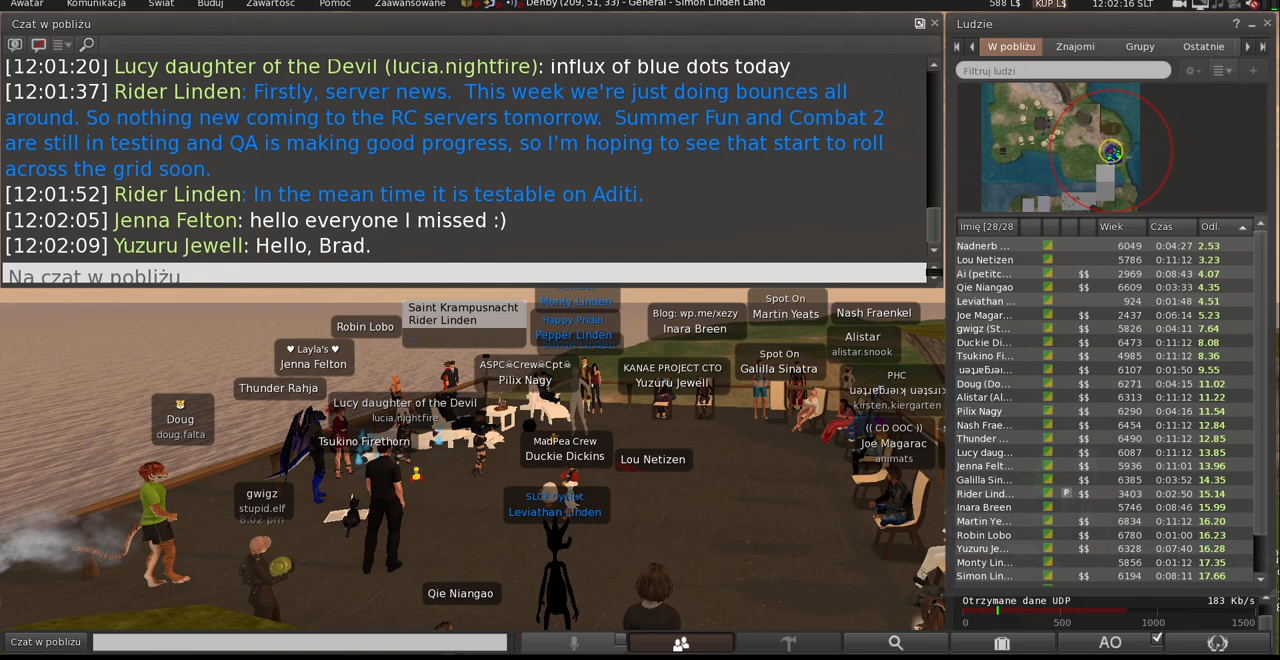 Awatar Komunikacja Świat Buduj Zawartość Pomoc Zaawansowane Denby (209, 51, 33) - General - Simon Linden Land 588 L$ KUP L$ 12:02:16 SLT
Czat w pobliżu
[12:01:20] Lucy daughter of the Devil (lucia.nightfire): influx of blue dots today
[12:01:37] Rider Linden: Firstly, server news. This week we're just doing bounces all
around. So nothing new coming to the RC servers tomorrow. Summer Fun and Combat 2
are still in testing and QA is making good progress, so I'm hoping to see that start to roll
across the grid soon.
[12:01:52] Rider Linden: In the mean time it is testable on Aditi.
[12:02:05] Jenna Felton: hello everyone I missed :)
[12:02:09] Yuzuru Jewell: Hello, Brad.
Na czat w pobliżu
Monty Linden
Saint Krampusnacht
Rider Linden
Happy Pride!
Pepper Linden
Robin Lobo
Blog: wp.me/xezy
Inara Breen
Spot On
Martin Yeats
Nash Fraenkel
Alistar
alistar.snook
♥ Layla's ♥
Jenna Felton
Thunder Rahja
ASPC☠Crew☠Cpt☠
Pilix Nagy
KANAE PROJECT CTO
Yuzuru Jewell
Spot On
Galilla Sinatra
PHC
kirsten.kiergarten
Lucy daughter of the Devil
lucia.nightfire
Doug
doug.falta
Tsukino Firethorn
MadPea Crew
Duckie Dickins
Lou Netizen
(( CD OOC ))
Joe Magarac
animats
gwigz
stupid.elf
8:02 pm
Leviathan Linden
Qie Niangao
Czat w pobliżu
Ludzie
W pobliżu Znajomi Grupy Ostatnie
Filtruj ludzi
Imię [28/28 Wiek Czas Odl.
Nadnerb ... 6049 0:04:27 2.53
Lou Netizen 5786 0:11:12 3.23
Ai (petitc... $$ 2969 0:08:43 4.07
Qie Niangao $$ 6609 0:03:33 4.35
Leviathan ... 924 0:01:48 4.51
Joe Magar... $$ 2437 0:06:14 5.23
gwigz (St... $$ 5826 0:04:11 7.64
Duckie Di... $$ 6473 0:11:12 8.08
Tsukino Fi... $$ 4985 0:11:12 8.36
$$ 6107 0:01:50 9.55
Doug (Do... $$ 6271 0:04:15 11.02
Alistar (Al... $$ 6313 0:11:12 11.22
Pilix Nagy $$ 6290 0:04:16 11.54
Nash Frae... $$ 6454 0:11:12 12.84
Thunder ... $$ 6490 0:11:12 12.85
Lucy daug... $$ 6087 0:11:12 13.85
Jenna Felt... $$ 5936 0:01:01 13.96
Galilla Sin... $$ 6385 0:03:52 14.35
Rider Lind... P $$ 3403 0:02:50 15.14
Inara Breen 5746 0:08:46 15.99
Martin Ye... $$ 6834 0:11:12 16.20
Robin Lobo $$ 6780 0:01:00 16.23
Yuzuru Je... $$ 6328 0:07:40 16.28
Monty Lin... 5856 0:01:12 17.35
Simon Lin... $$ 6194 0:08:11 17.66
Otrzymane dane UDP 183 Kb/s
0 500 1000 1500
AO